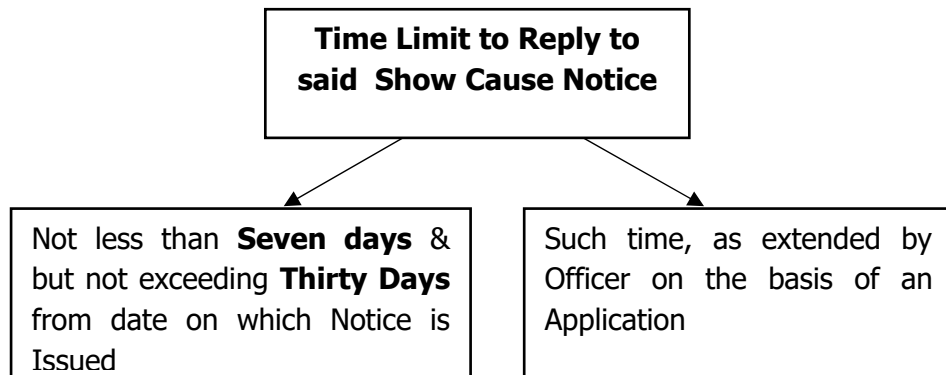 Time Limit to Reply to
said Show Cause Notice
Not less than Seven days &
but not exceeding Thirty Days
from date on which Notice is
Issued
Such time, as extended by
Officer on the basis of an
Application